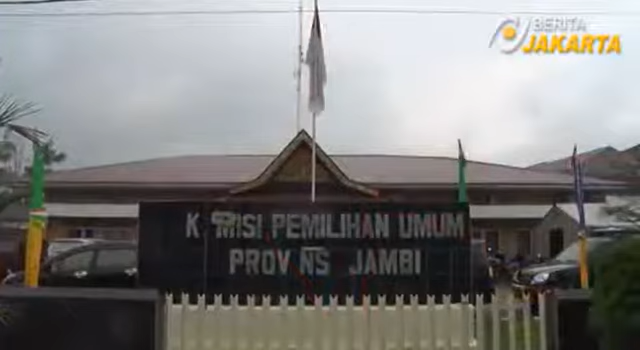 BERITA
JAKARTA
K MISI PEMILIHAN UMUM
PROV NS JAMBI